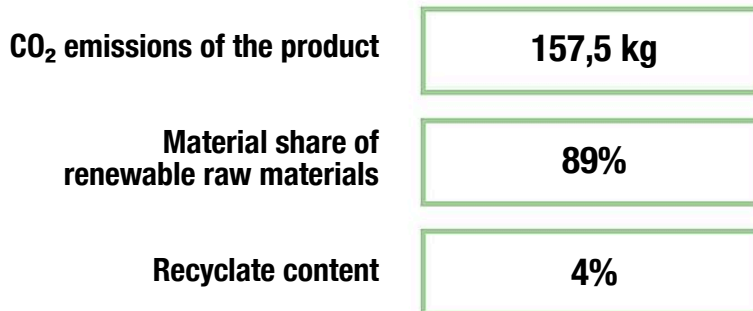 CO₂ emissions of the product
157,5 kg
Material share of
renewable raw materials
89%
Recyclate content
4%